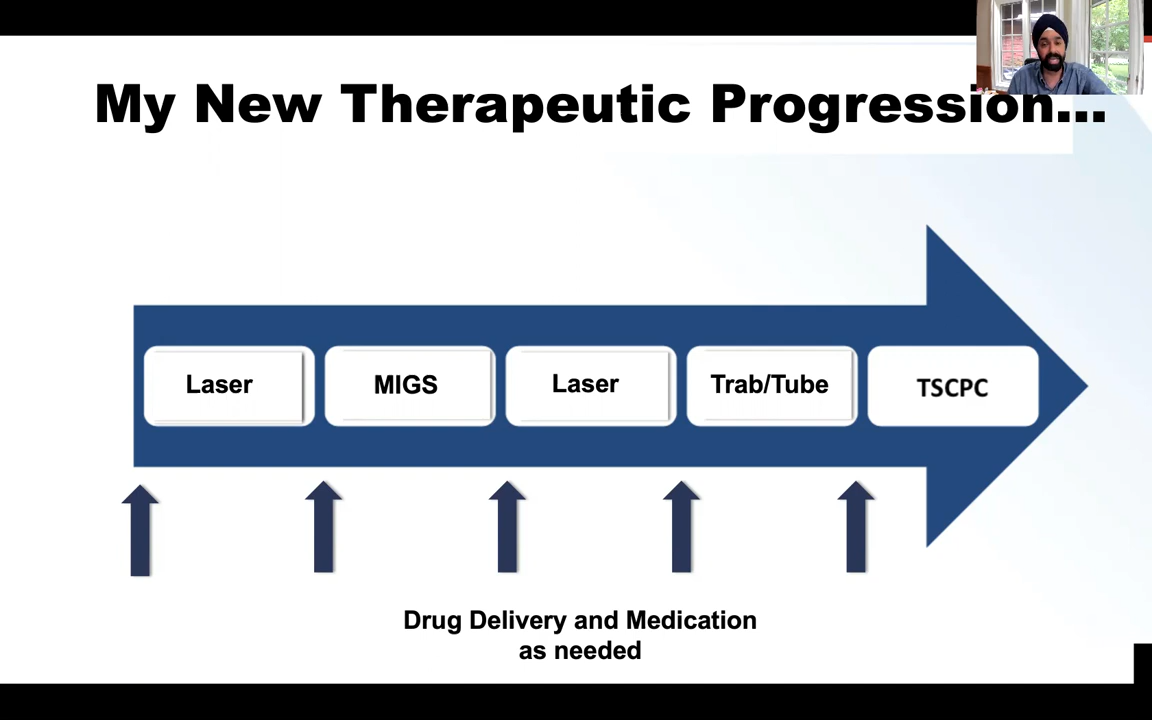 My New Therapeutic Progression...
Laser
MIGS
Laser
Trab/Tube
TSCPC
Drug Delivery and Medication
as needed